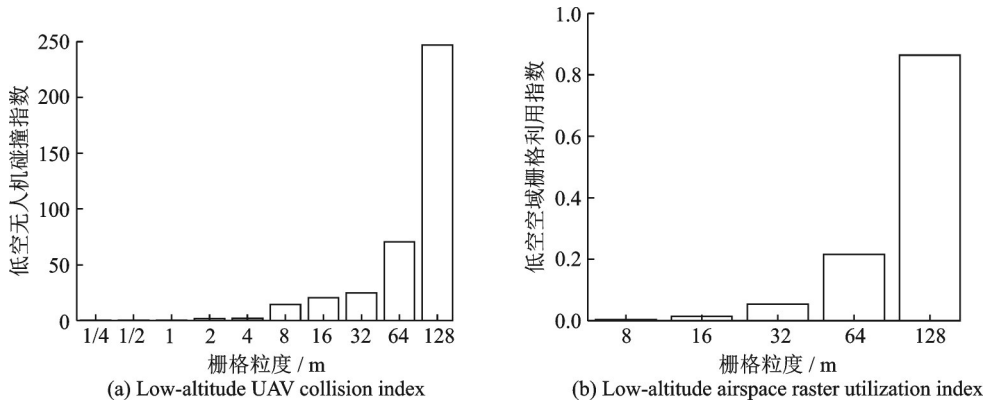 250
200
150
100
50
0
低空无人机碰撞指数
1/4 1/2 1 2 4 8 16 32 64 128
栅格粒度 / m
(a) Low-altitude UAV collision index
1.0
0.8
0.6
0.4
0.2
0.0
低空空域栅格利用指数
8 16 32 64 128
栅格粒度 / m
(b) Low-altitude airspace raster utilization index